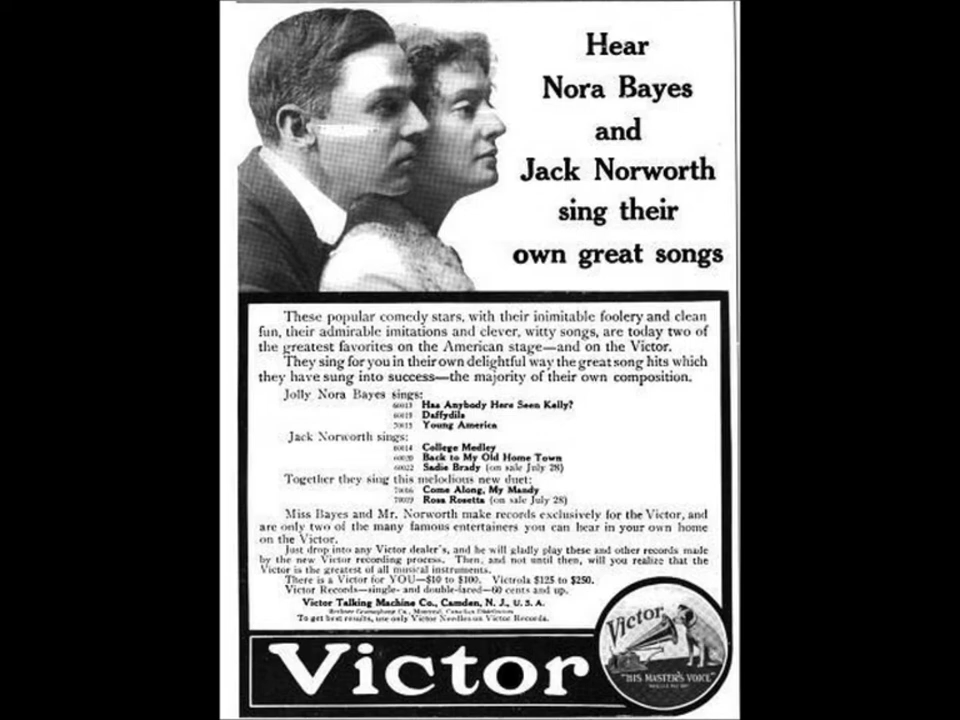 Hear
Nora Bayes
and
Jack Norworth
sing their
own great songs
These popular comedy stars, with their inimitable foolery and clean
fun, their admirable imitations and clever, witty songs, are today two of
the greatest favorites on the American stage—and on the Victor.
They sing for you in their own delightful way the great song hits which
they have sung into success—the majority of their own composition.
Jolly Nora Bayes sings:
60013 Has Anybody Here Seen Kelly?
60015 Daffydils
Young America
Jack Norworth sings:
60014 College Medley
60020 Back to My Old Home Town
60022 Sadie Brady (on sale July 28)
Together they sing this melodious new duet:
70016 Come Along, My Mandy
Rosa Rosetta (on sale July 28)
Miss Bayes and Mr. Norworth make records exclusively for the Victor, and
are only two of the many famous entertainers you can hear in your own home
on the Victor.
Just drop into any Victor dealer's, and he will gladly play these and other records made
by the new Victor recording process. Then, and not until then, will you realize that the
Victor is the greatest of all musical instruments.
There is a Victor for YOU—$10 to $100. Victrola $125 to $250.
Victor Records—single- and double-faced—60 cents and up.
Victor Talking Machine Co., Camden, N. J., U. S. A.
Berliner Gramophone Co., Montreal, Canadian Distributors
To get best results, use only Victor Needles on Victor Records.
Victor
Victor
"HIS MASTER'S VOICE"